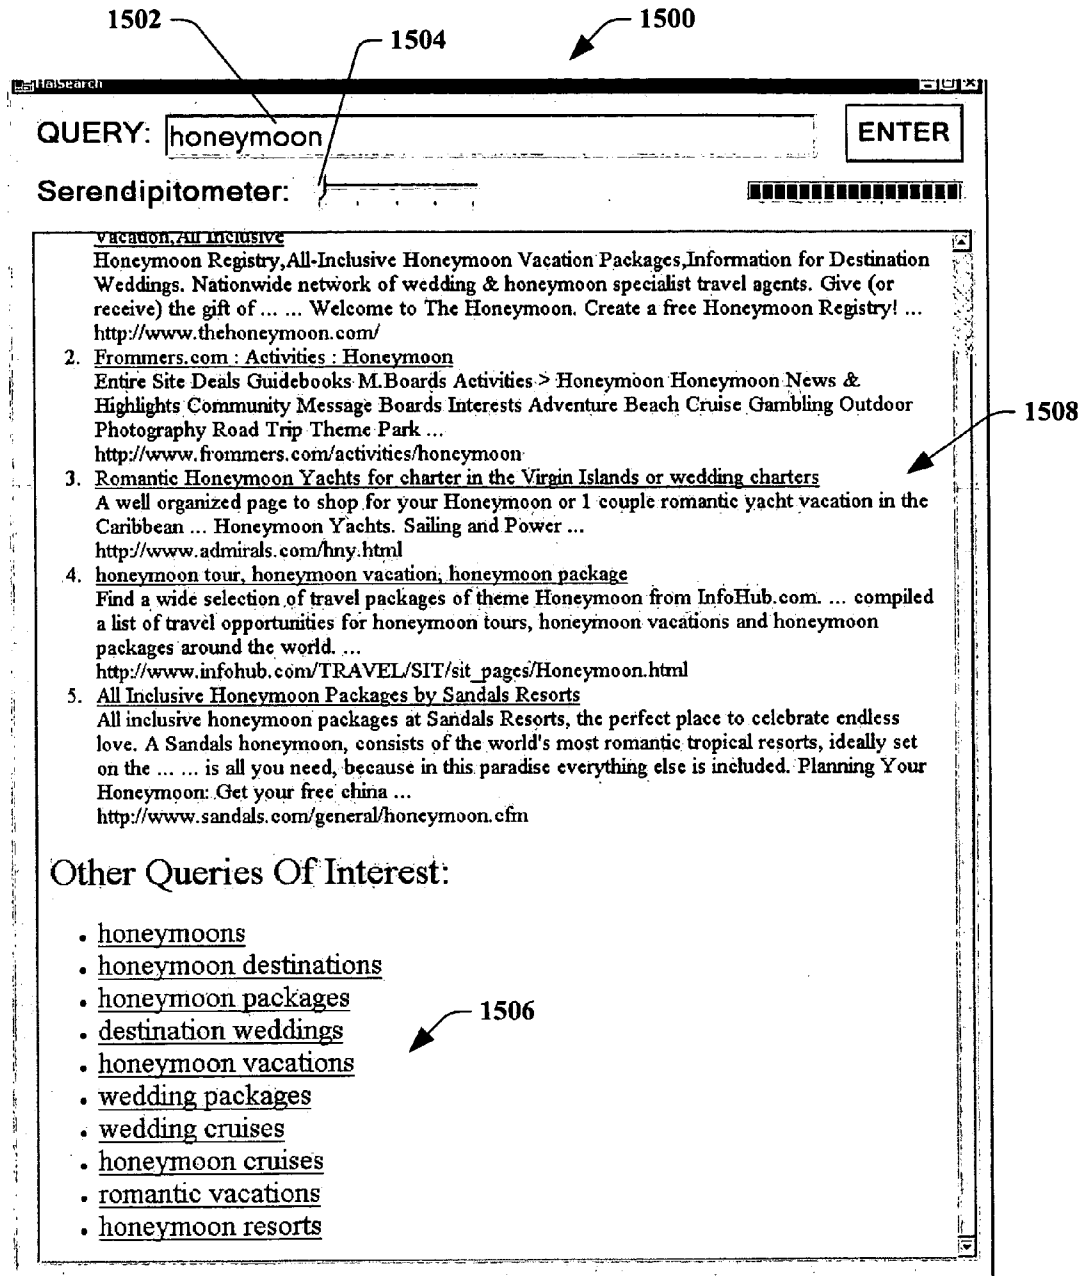 1502
1504
1500
HalSearch
QUERY: honeymoon ENTER
Serendipitometer:
Vacation, All Inclusive
Honeymoon Registry,All-Inclusive Honeymoon Vacation Packages,Information for Destination
Weddings. Nationwide network of wedding & honeymoon specialist travel agents. Give (or
receive) the gift of ... ... Welcome to The Honeymoon. Create a free Honeymoon Registry! ...
http://www.thehoneymoon.com/
2. Frommers.com : Activities : Honeymoon
Entire Site Deals Guidebooks M.Boards Activities > Honeymoon Honeymoon News &
Highlights Community Message Boards Interests Adventure Beach Cruise Gambling Outdoor
Photography Road Trip Theme Park ...
http://www.frommers.com/activities/honeymoon
1508
3. Romantic Honeymoon Yachts for charter in the Virgin Islands or wedding charters
A well organized page to shop for your Honeymoon or 1 couple romantic yacht vacation in the
Caribbean ... Honeymoon Yachts. Sailing and Power ...
http://www.admirals.com/hny.html
4. honeymoon tour, honeymoon vacation, honeymoon package
Find a wide selection of travel packages of theme Honeymoon from InfoHub.com. ... compiled
a list of travel opportunities for honeymoon tours, honeymoon vacations and honeymoon
packages around the world. ...
http://www.infohub.com/TRAVEL/SIT/sit_pages/Honeymoon.html
5. All Inclusive Honeymoon Packages by Sandals Resorts
All inclusive honeymoon packages at Sandals Resorts, the perfect place to celebrate endless
love. A Sandals honeymoon, consists of the world's most romantic tropical resorts, ideally set
on the ... ... is all you need, because in this paradise everything else is included. Planning Your
Honeymoon: Get your free china ...
http://www.sandals.com/general/honeymoon.cfm
Other Queries Of Interest:
• honeymoons
• honeymoon destinations
• honeymoon packages
1506
• destination weddings
• honeymoon vacations
• wedding packages
• wedding cruises
• honeymoon cruises
• romantic vacations
• honeymoon resorts